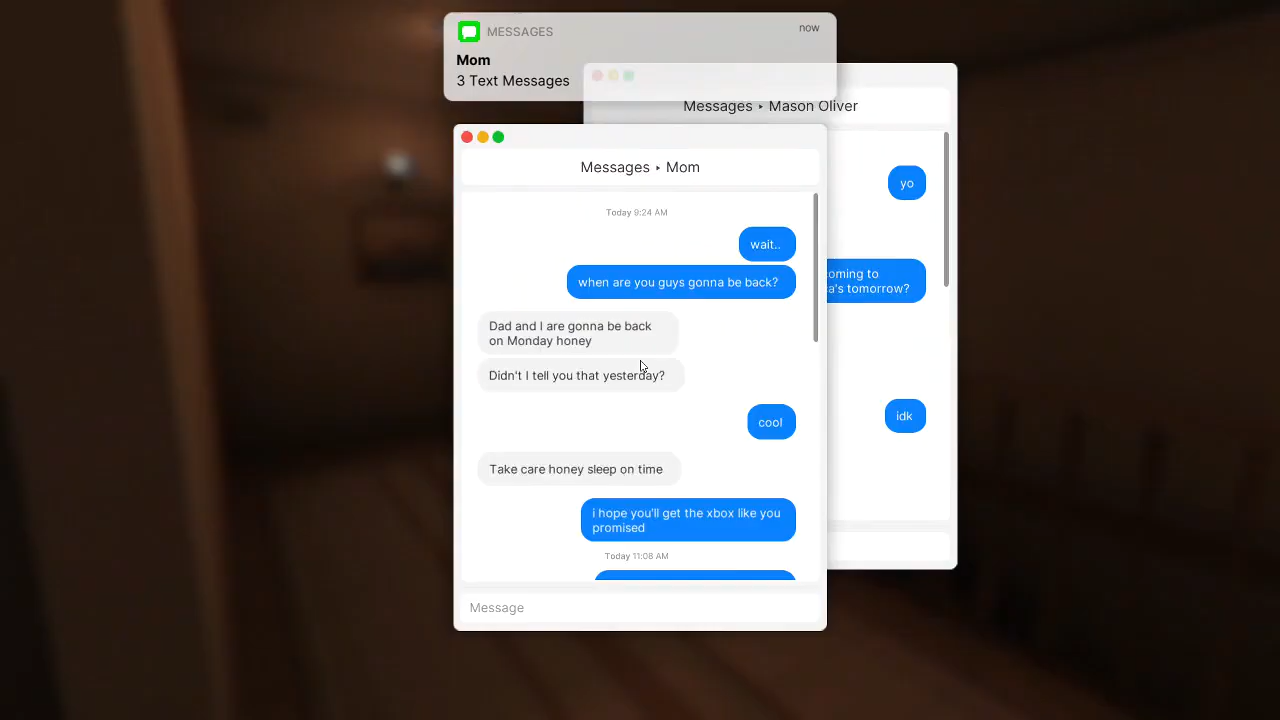 MESSAGES
now
Mom
3 Text Messages
Messages ‣ Mason Oliver
yo
oming to
a's tomorrow?
idk
Messages ‣ Mom
Today 9:24 AM
wait..
when are you guys gonna be back?
Dad and I are gonna be back
on Monday honey
Didn't I tell you that yesterday?
cool
Take care honey sleep on time
i hope you'll get the xbox like you
promised
Today 11:08 AM
Message